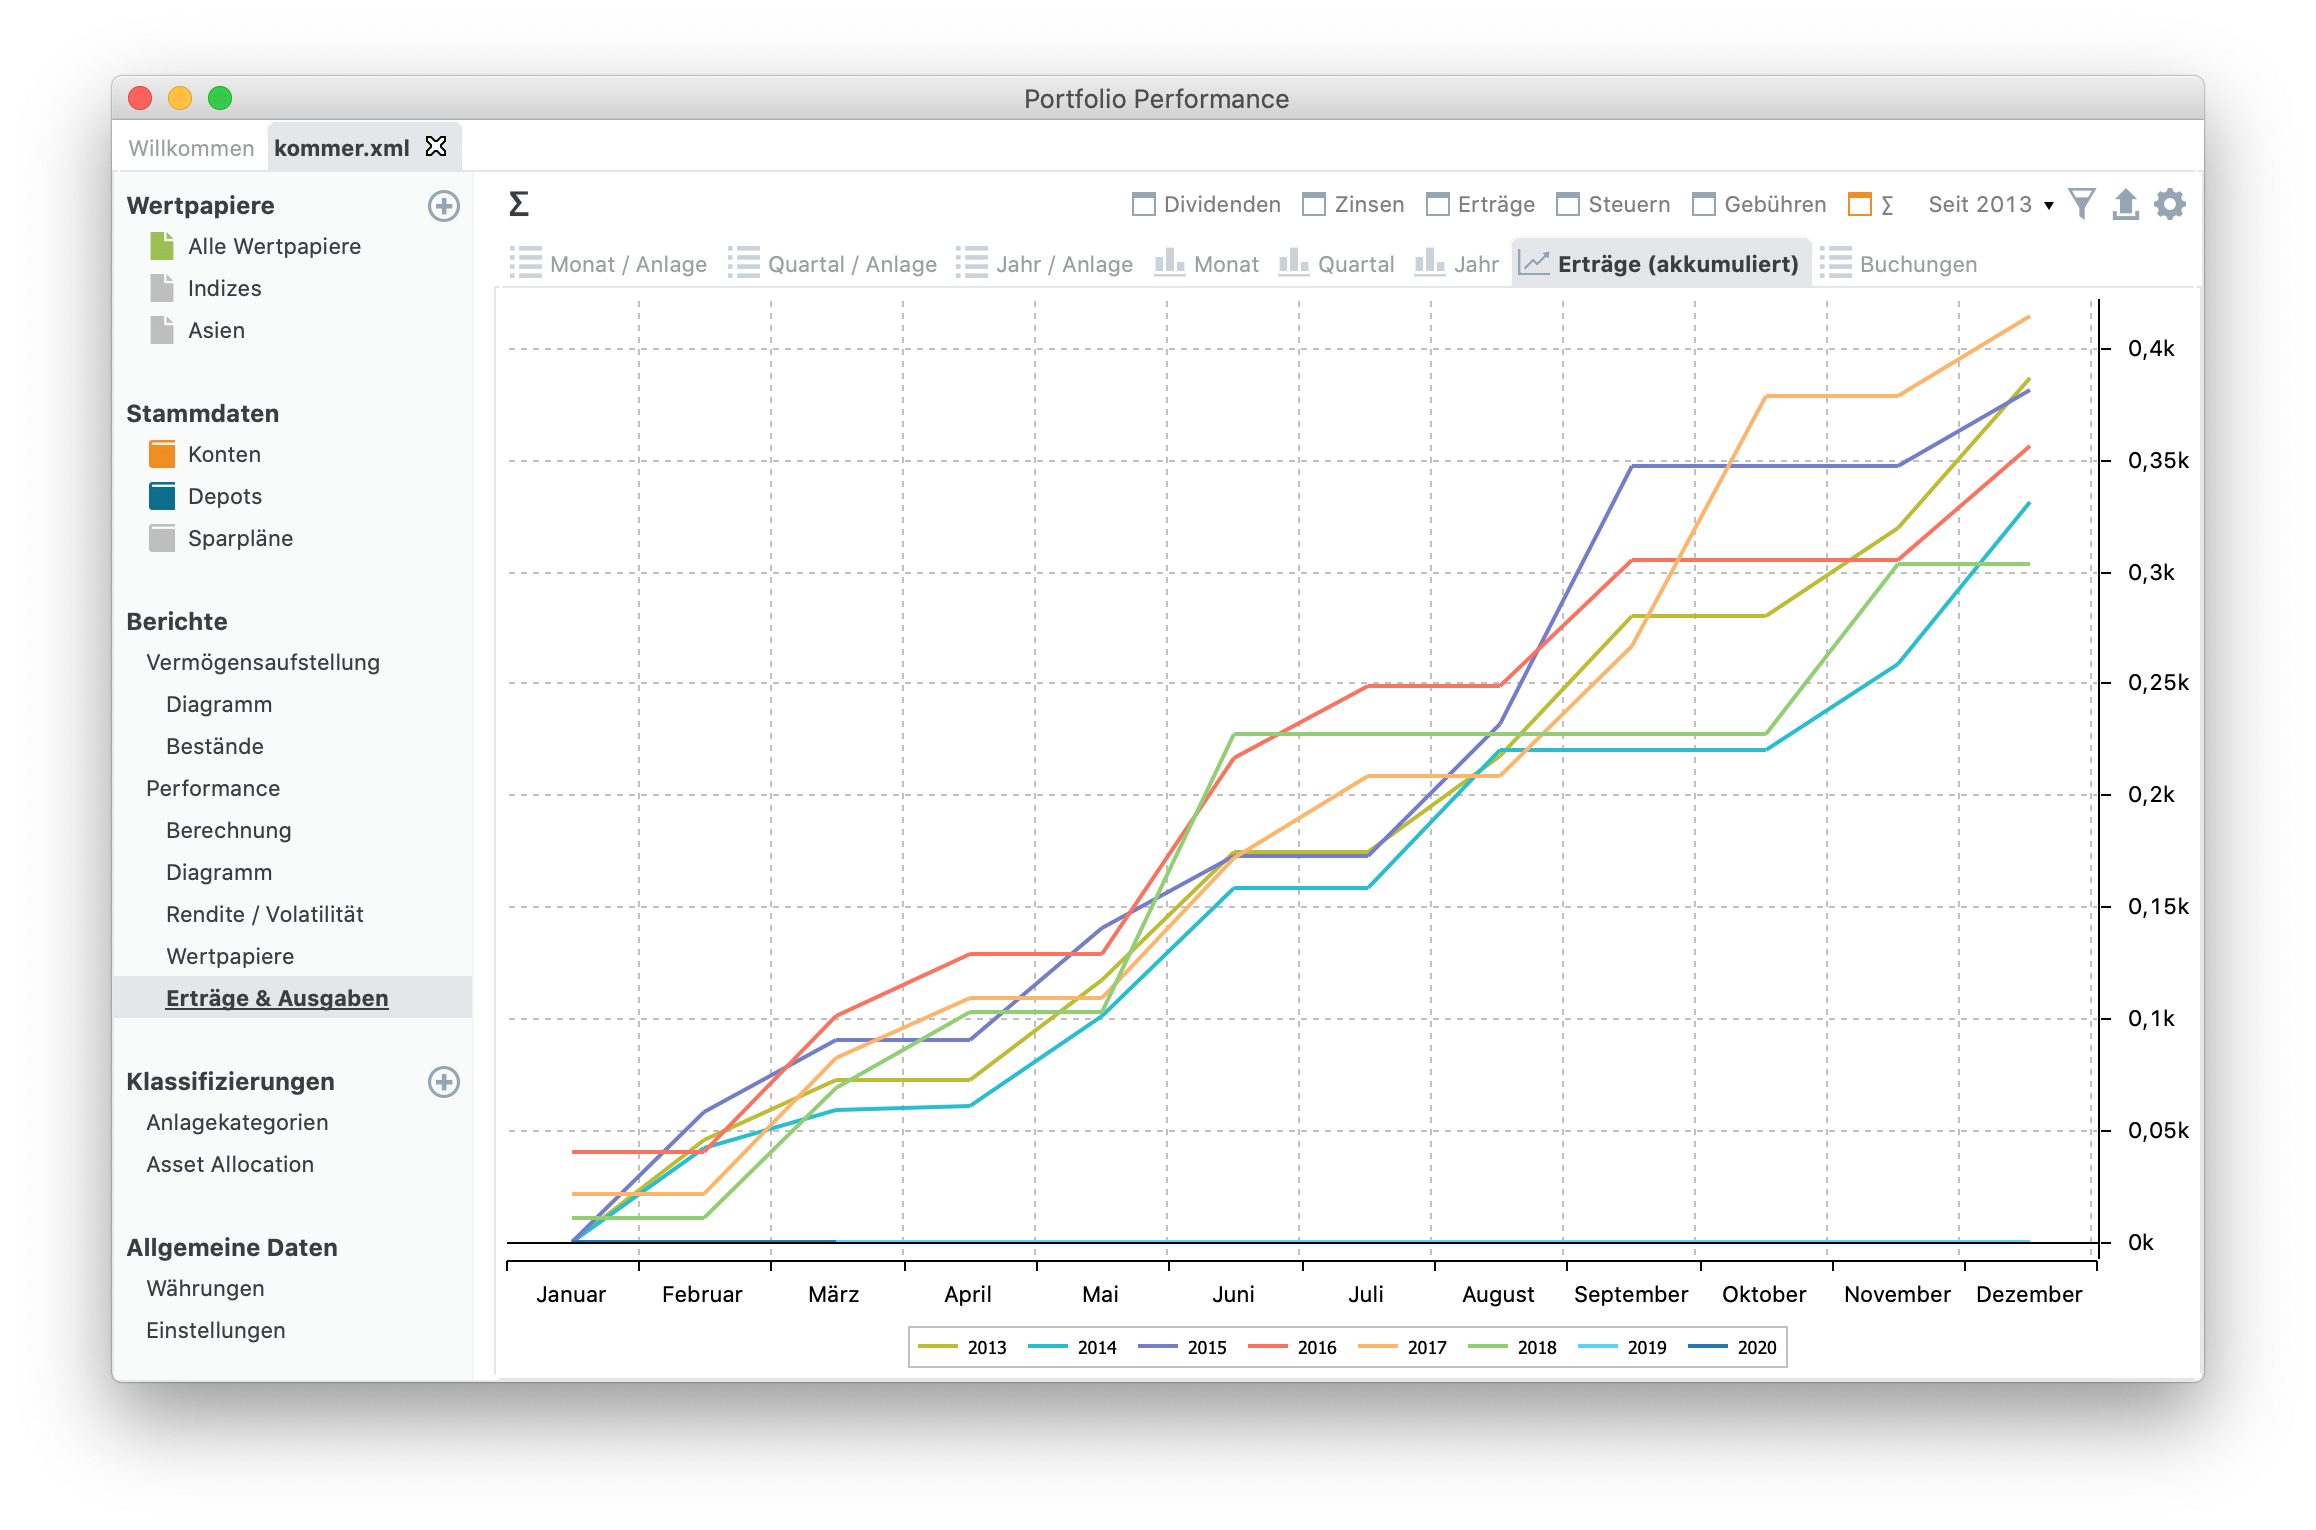 Portfolio Performance
Willkommen kommer.xml
Wertpapiere
Alle Wertpapiere
Indizes
Asien
Stammdaten
Konten
Depots
Sparpläne
Berichte
Vermögensaufstellung
Diagramm
Bestände
Performance
Berechnung
Diagramm
Rendite / Volatilität
Wertpapiere
Erträge & Ausgaben
Klassifizierungen
Anlagekategorien
Asset Allocation
Allgemeine Daten
Währungen
Einstellungen
Σ Dividenden Zinsen Erträge Steuern Gebühren Σ Seit 2013
Monat / Anlage Quartal / Anlage Jahr / Anlage Monat Quartal Jahr Erträge (akkumuliert) Buchungen
0,4k
0,35k
0,3k
0,25k
0,2k
0,15k
0,1k
0,05k
0k
Januar Februar März April Mai Juni Juli August September Oktober November Dezember
2013 2014 2015 2016 2017 2018 2019 2020